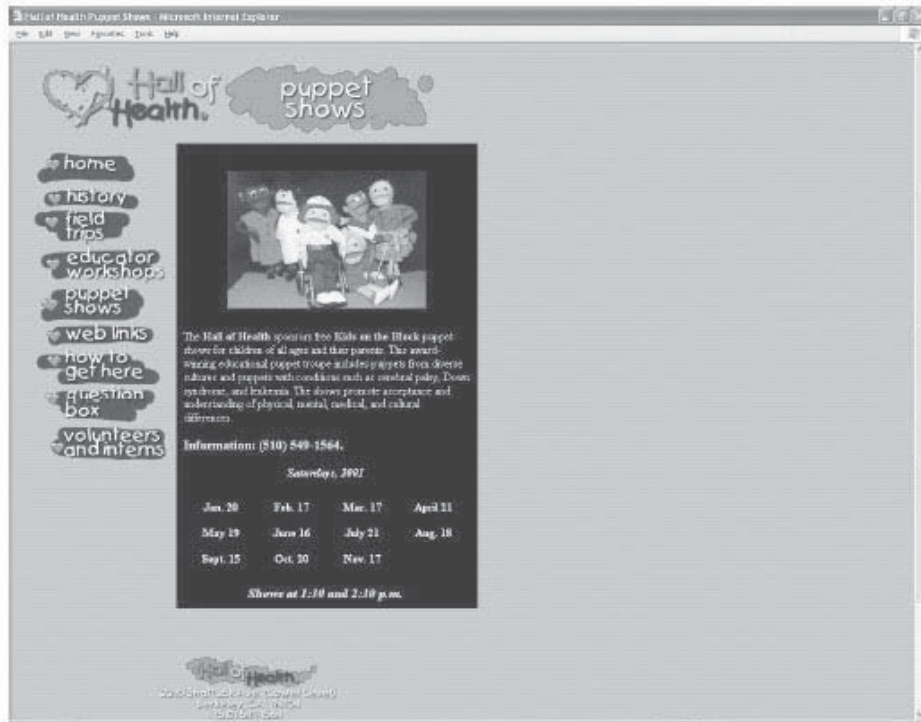 Hall of Health Puppet Shows - Microsoft Internet Explorer
File Edit View Favorites Tools Help
Hall of
Health
puppet
shows
home
history
field
trips
educator
workshops
puppet
shows
web links
how to
get here
question
box
volunteers
and interns
The Hall of Health sponsors free Kids on the Block puppet
shows for children of all ages and their parents. This award-
winning educational puppet troupe includes puppets from diverse
cultures and puppets with conditions such as cerebral palsy, Down
syndrome, and leukemia. The shows promote acceptance and
understanding of physical, mental, medical, and cultural
differences.
Information: (510) 549-1564.
Saturdays, 2001
Jan. 20 Feb. 17 Mar. 17 April 21
May 19 June 16 July 21 Aug. 18
Sept. 15 Oct. 20 Nov. 17
Shows at 1:30 and 2:30 p.m.
Hall of Health
Berkeley, CA